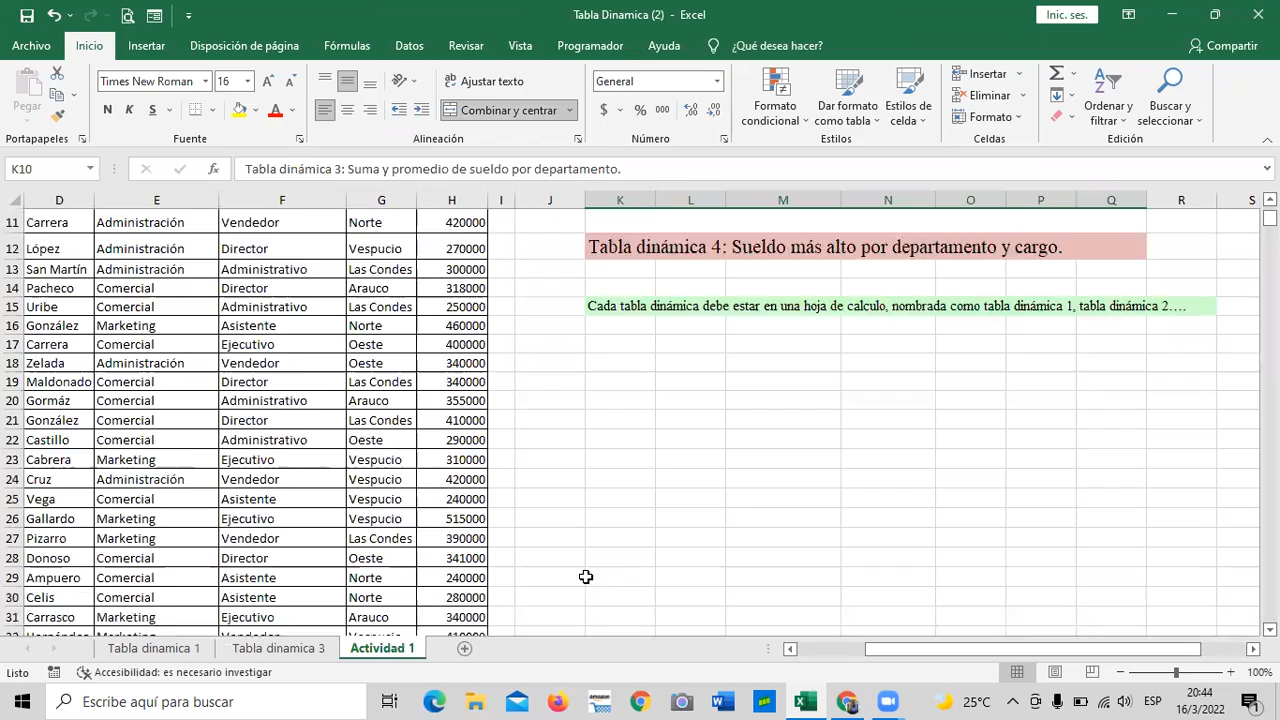 Tabla Dinamica (2) - Excel
Inic. ses.
Archivo Inicio Insertar Disposición de página Fórmulas Datos Revisar Vista Programador Ayuda ¿Qué desea hacer? Compartir
Pegar
Times New Roman 16
N K S
Ajustar texto
Combinar y centrar
General
$ % 000
Formato condicional
Dar formato como tabla
Estilos de celda
Insertar
Eliminar
Formato
Ordenar y filtrar
Buscar y seleccionar
Portapapeles Fuente Alineación Número Estilos Celdas Edición
K10 fx Tabla dinámica 3: Suma y promedio de sueldo por departamento.
D E F G H I J K L M N O P Q R S
11 Carrera Administración Vendedor Norte 420000
12 López Administración Director Vespucio 270000 Tabla dinámica 4: Sueldo más alto por departamento y cargo.
13 San Martín Administración Administrativo Las Condes 300000
14 Pacheco Comercial Director Arauco 318000
15 Uribe Comercial Administrativo Las Condes 250000 Cada tabla dinámica debe estar en una hoja de calculo, nombrada como tabla dinámica 1, tabla dinámica 2….
16 González Marketing Asistente Norte 460000
17 Carrera Comercial Ejecutivo Oeste 400000
18 Zelada Administración Vendedor Oeste 340000
19 Maldonado Comercial Director Las Condes 340000
20 Gormáz Comercial Administrativo Arauco 355000
21 González Comercial Director Las Condes 410000
22 Castillo Comercial Administrativo Oeste 290000
23 Cabrera Marketing Ejecutivo Vespucio 310000
24 Cruz Administración Vendedor Vespucio 420000
25 Vega Comercial Asistente Vespucio 240000
26 Gallardo Marketing Ejecutivo Vespucio 515000
27 Pizarro Marketing Vendedor Las Condes 390000
28 Donoso Comercial Director Oeste 341000
29 Ampuero Comercial Asistente Norte 240000
30 Celis Comercial Asistente Norte 280000
31 Carrasco Marketing Ejecutivo Arauco 340000
Tabla dinamica 1 Tabla dinamica 3 Actividad 1
Listo Accesibilidad: es necesario investigar 100%
Escribe aquí para buscar 25°C ESP 20:44
16/3/2022